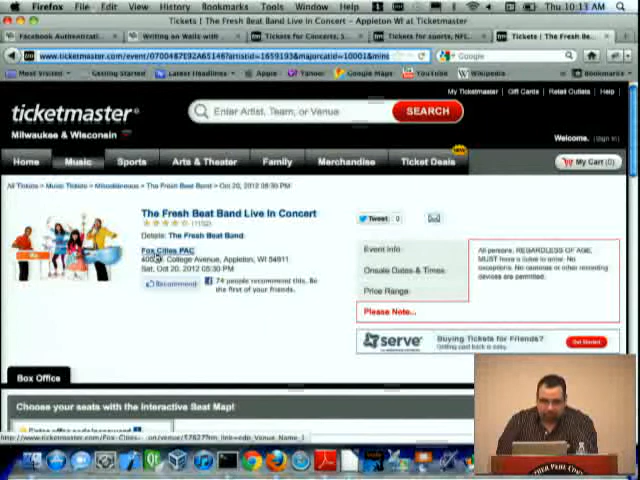 Firefox File Edit View History Bookmarks Tools Window Help
Thu 10:13 AM
Tickets | The Fresh Beat Band Live In Concert - Appleton WI at Ticketmaster
Facebook Authenticati...
Writing on Walls with
Tickets for Concerts, S
Tickets for sports, NFL,
Tickets | The Fresh Be...
Google
Most Visited
Getting Started
Latest Headlines
Apple
Yahoo!
Google Maps
YouTube
Wikipedia
Bookmarks
My Ticketmaster | Gift Cards | Retail Outlets | Help
ticketmaster
Enter Artist, Team, or Venue
SEARCH
Milwaukee & Wisconsin
Welcome. (Sign In)
Home Music Sports Arts & Theater Family Merchandise Ticket Deals
NEW
My Cart (0)
All Tickets > Music Tickets > Miscellaneous > The Fresh Beat Band > Oct 20, 2012 05:30 PM
The Fresh Beat Band Live In Concert
Details: The Fresh Beat Band
Fox Cities PAC
College Avenue, Appleton, WI 54911
Sat, Oct 20, 2012 05:30 PM
Recommend
74 people recommend this. Be
the first of your friends.
Tweet 0
Event Info
Onsale Dates & Times
Price Range
Please Note...
All persons, REGARDLESS OF AGE,
MUST have a ticket to enter. No
exceptions. No cameras or other recording
devices are permitted.
serve
Buying Tickets for Friends?
Getting cash back is easy.
Get Started
Box Office
Choose your seats with the Interactive Seat Map!